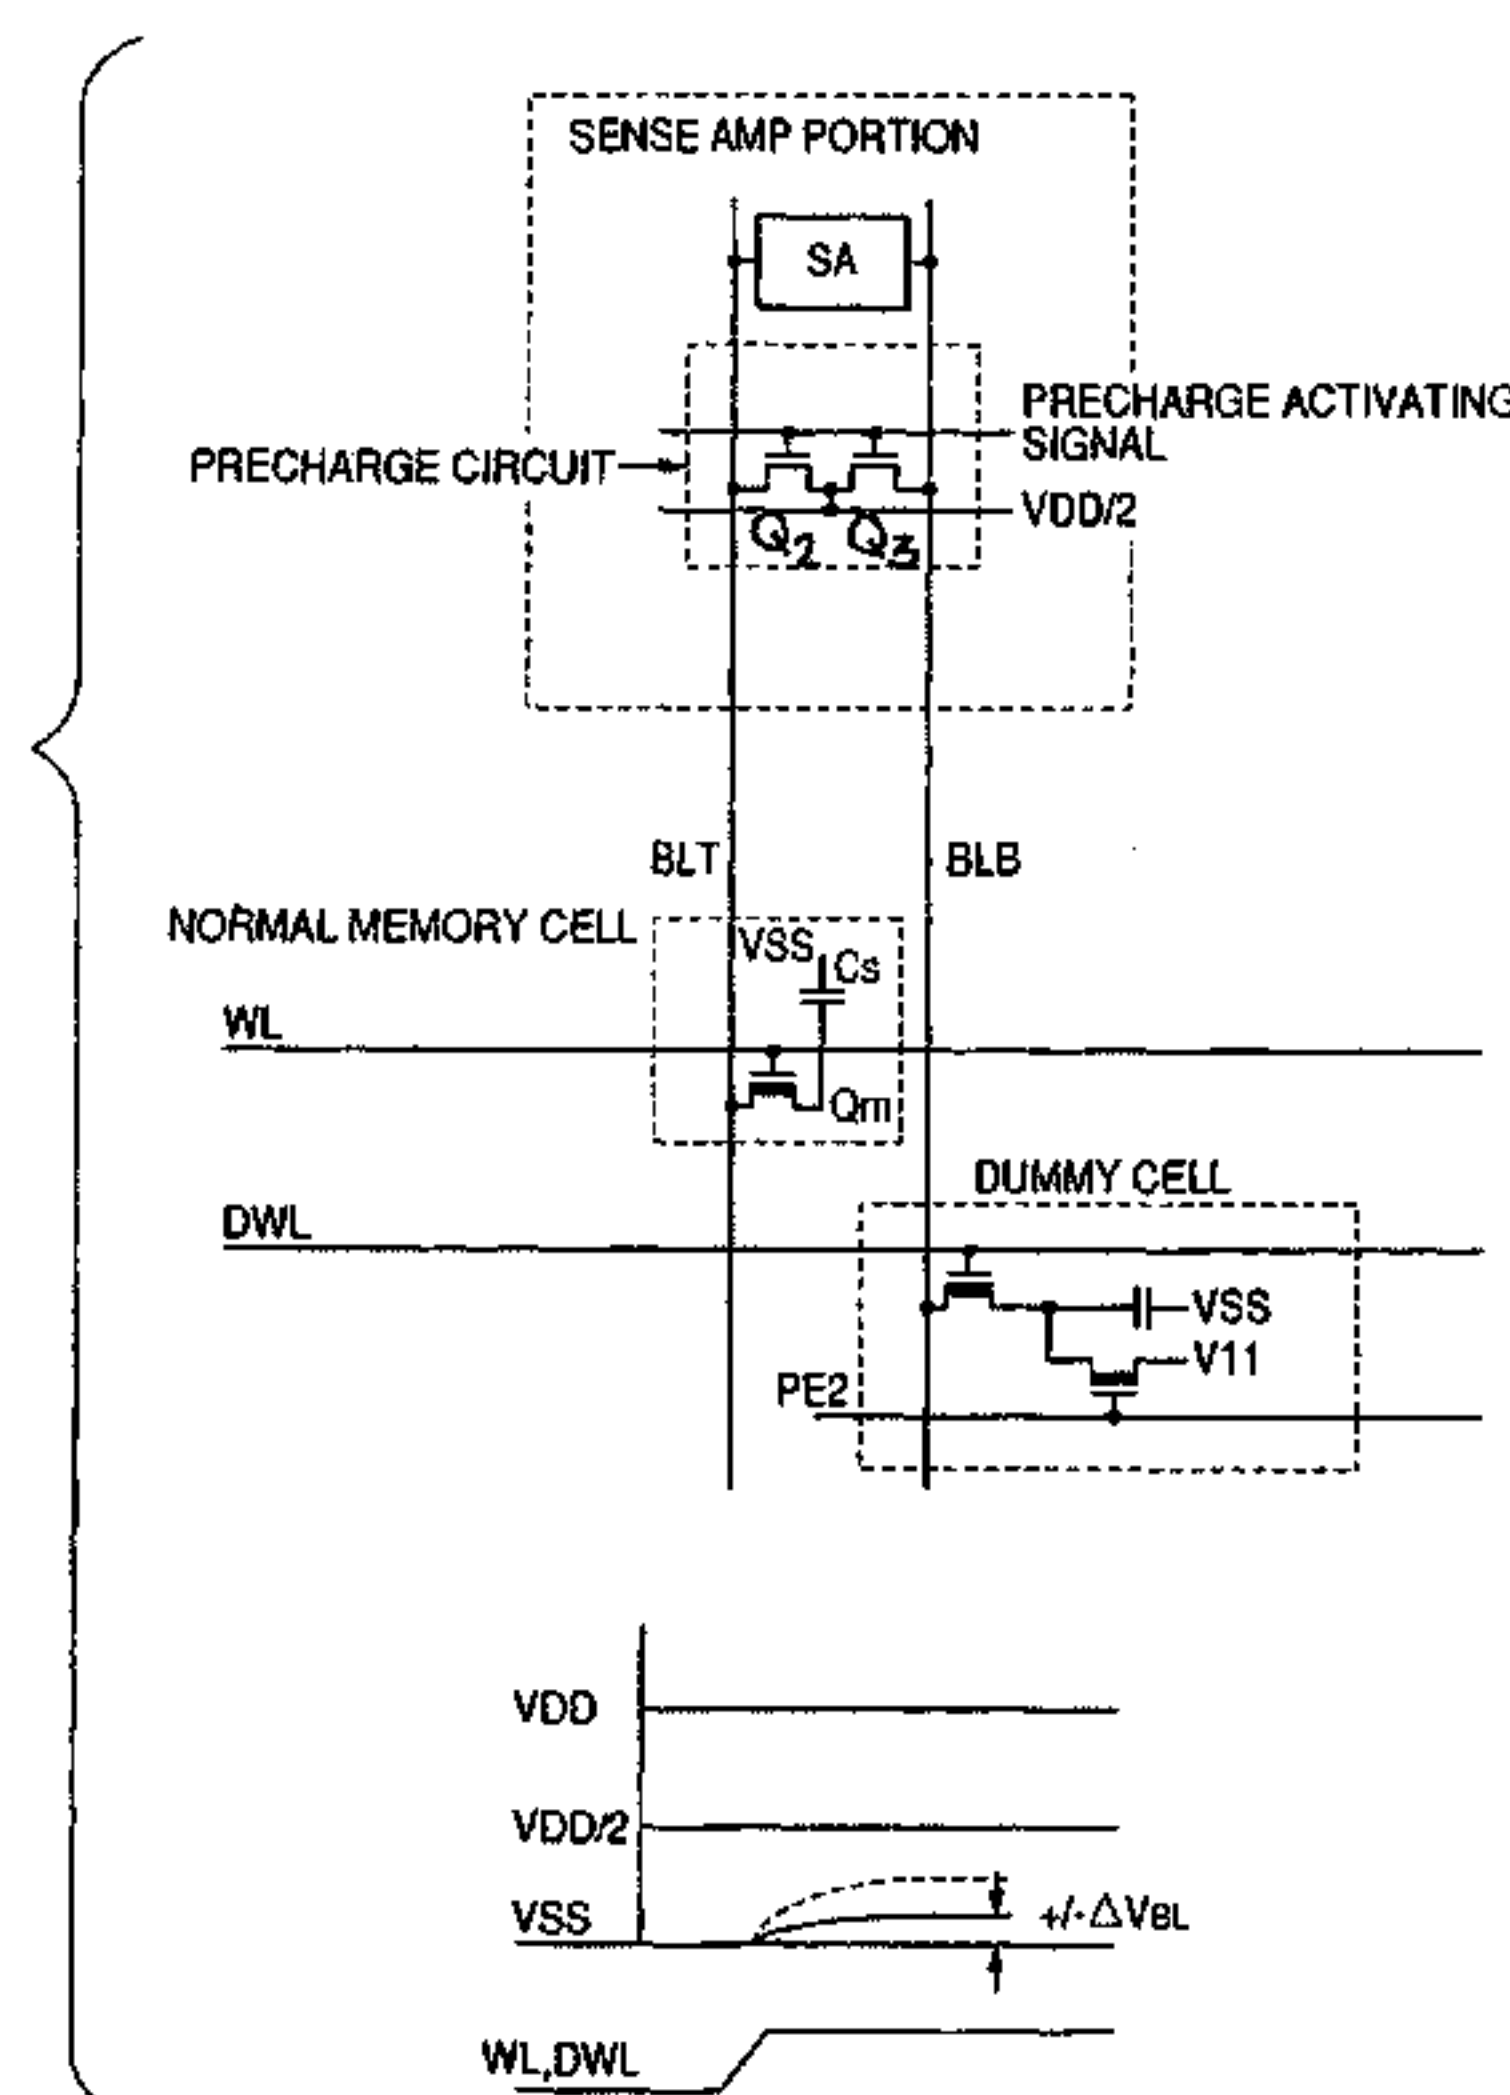 SENSE AMP PORTION
SA
PRECHARGE ACTIVATING
SIGNAL
PRECHARGE CIRCUIT
VDD/2
Q2 Q3
BLT BLB
NORMAL MEMORY CELL
VSS Cs
WL
Qm
DUMMY CELL
DWL
VSS
V11
PE2
VDD
VDD/2
VSS
+/-ΔVBL
WL,DWL